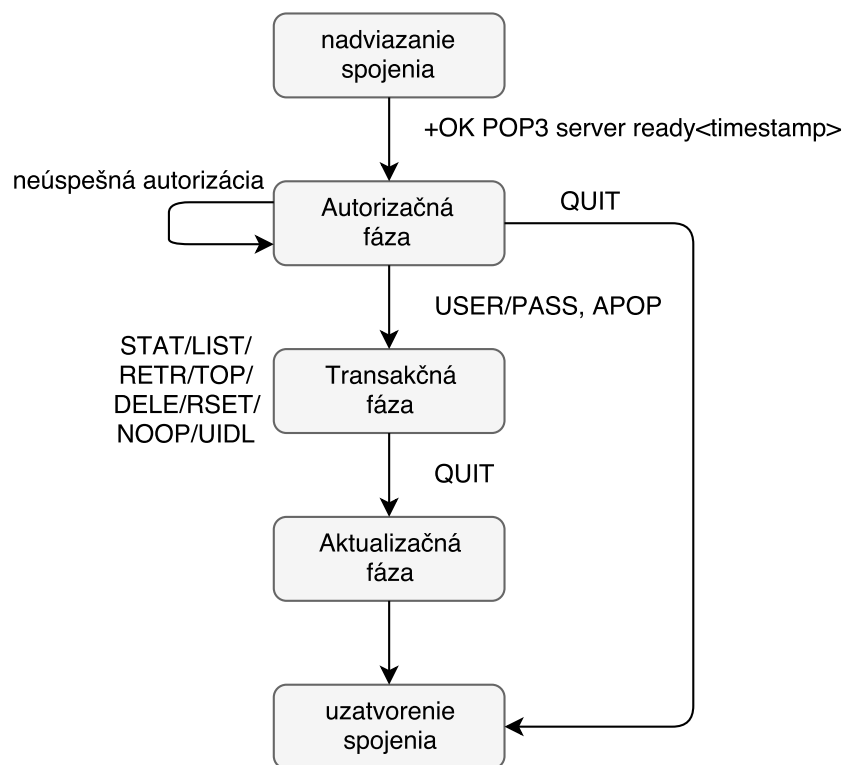 nadviazanie
spojenia
+OK POP3 server ready<timestamp>
neúspešná autorizácia
Autorizačná
fáza
QUIT
USER/PASS, APOP
STAT/LIST/
RETR/TOP/
DELE/RSET/
NOOP/UIDL
Transakčná
fáza
QUIT
Aktualizačná
fáza
uzatvorenie
spojenia